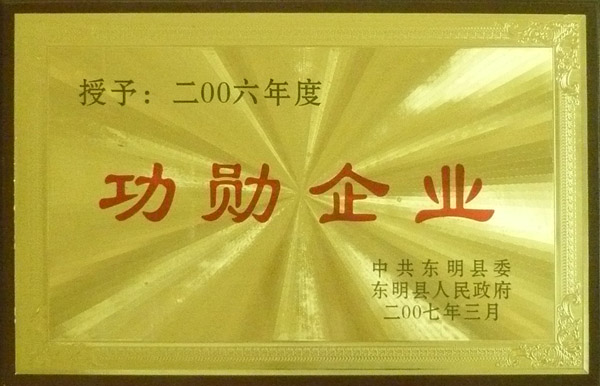 授予：二00六年度
功勋企业
中共东明县委
东明县人民政府
二00七年三月